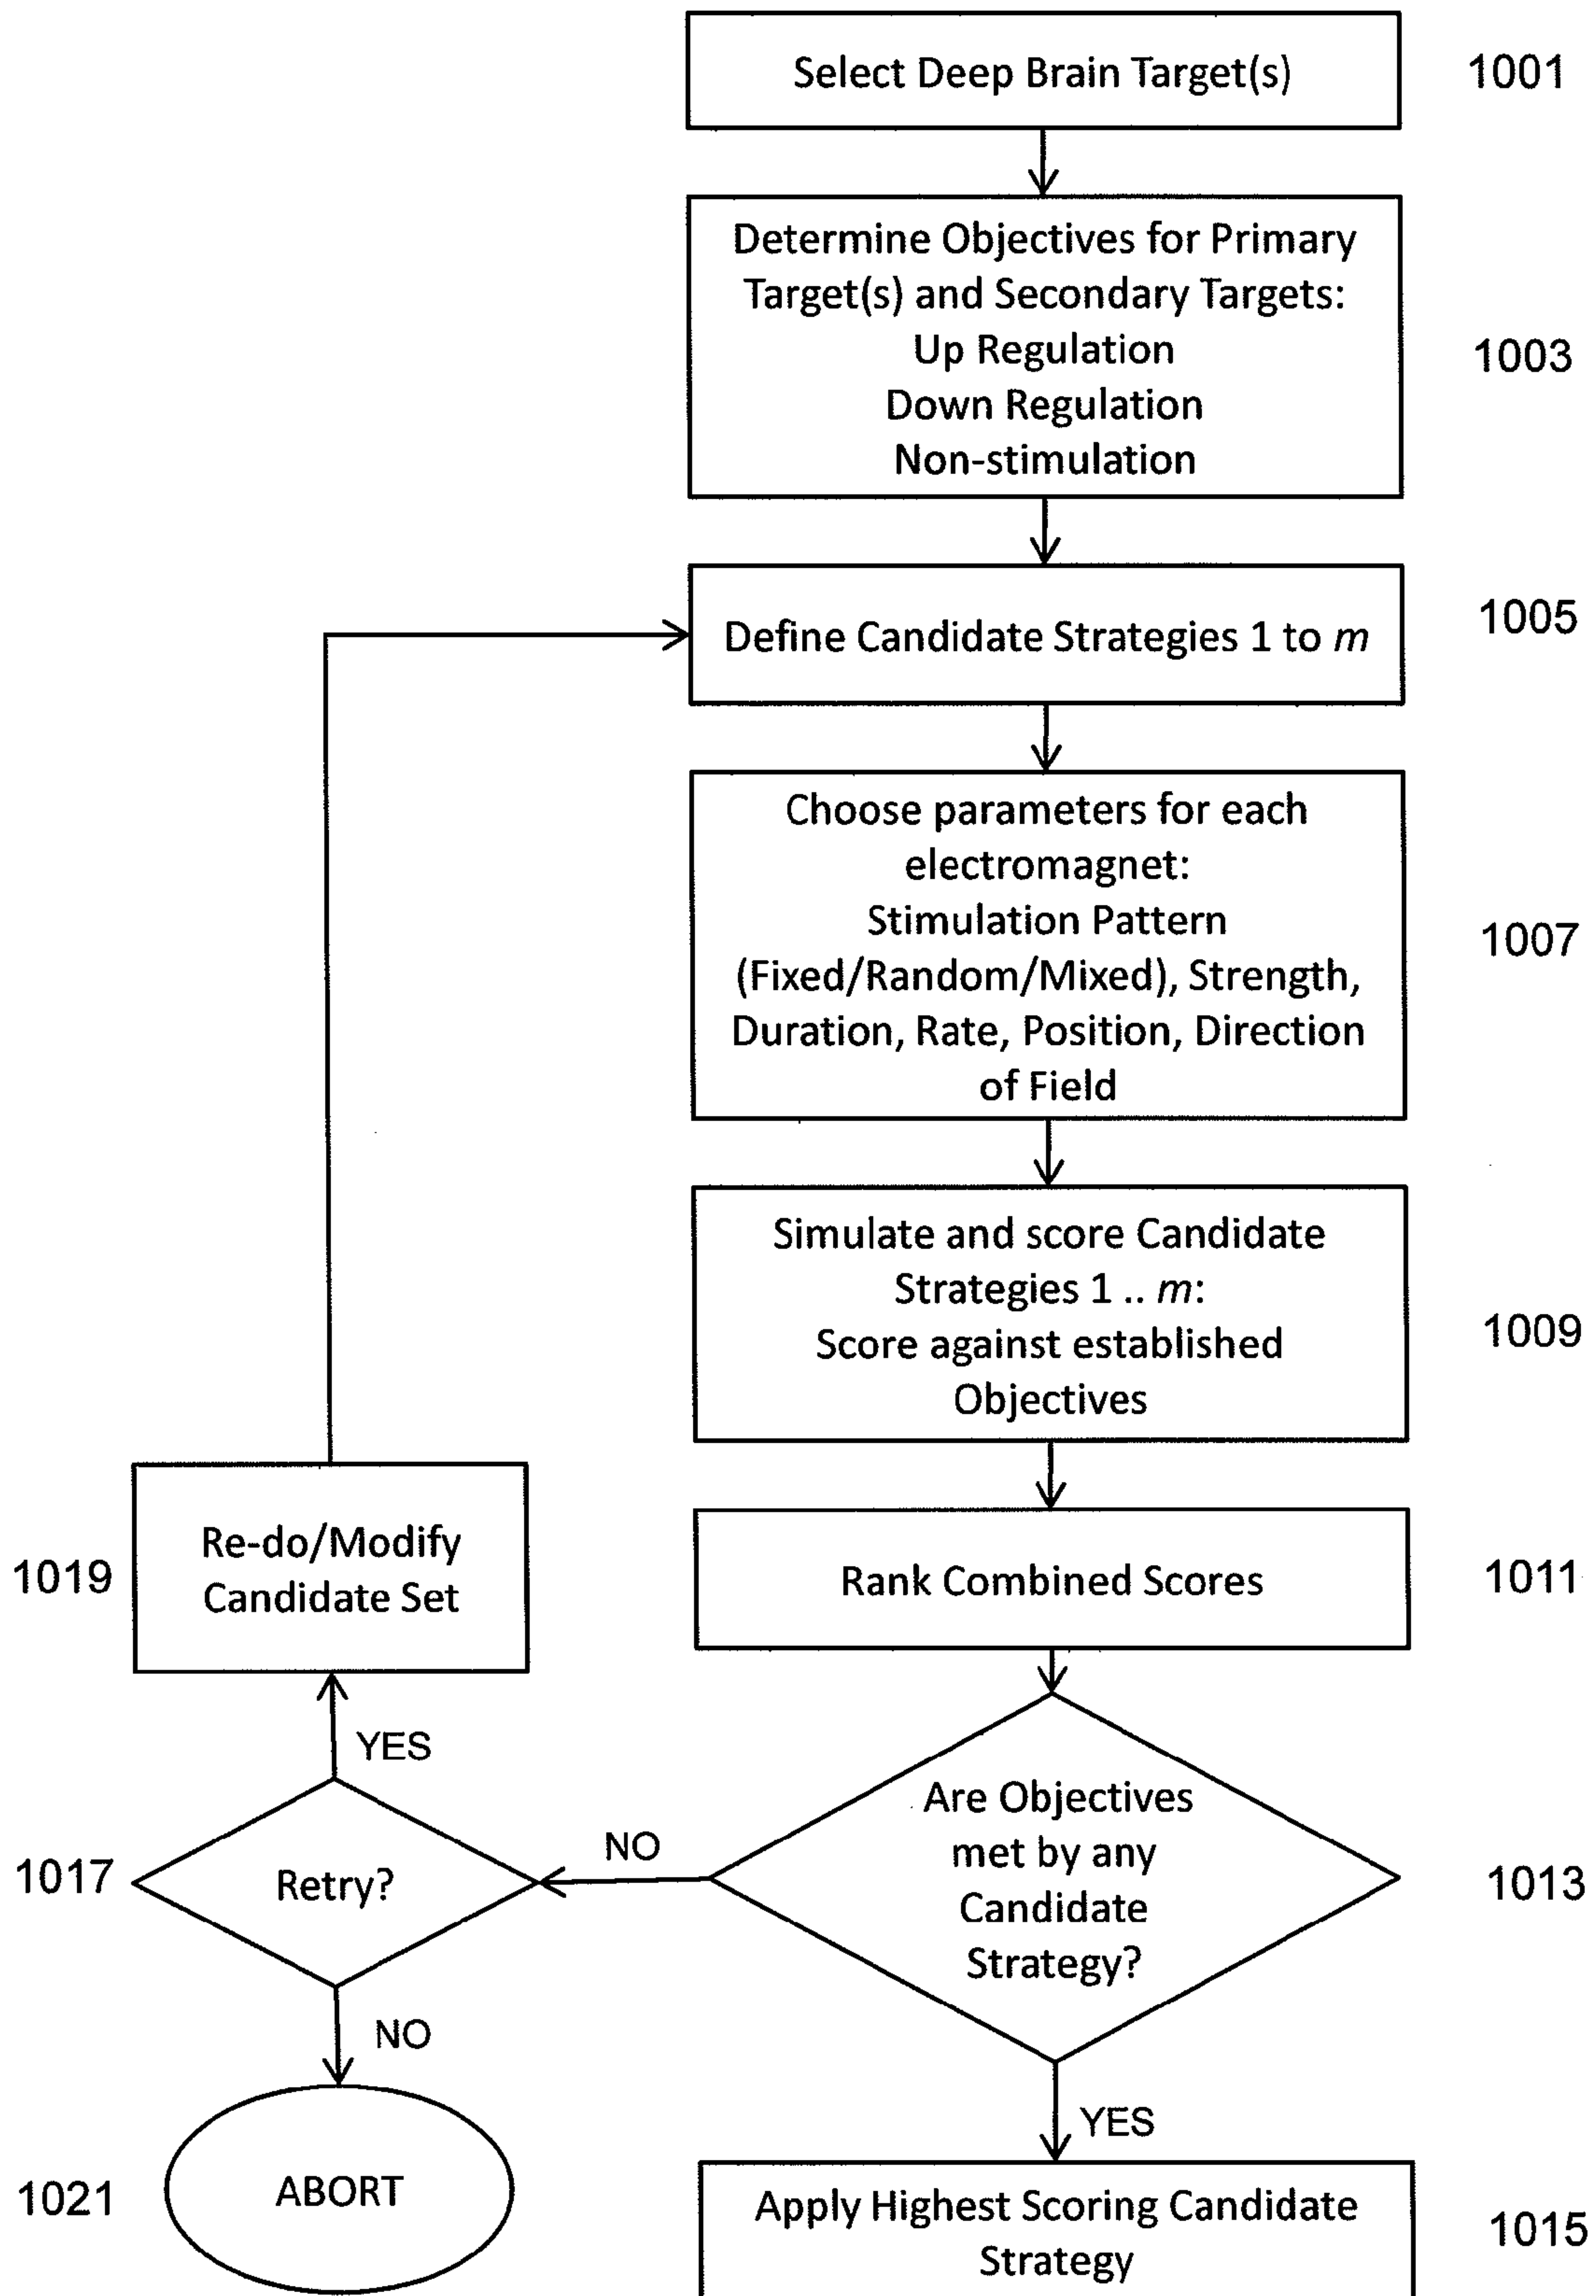 Select Deep Brain Target(s)
1001
Determine Objectives for Primary
Target(s) and Secondary Targets:
Up Regulation
Down Regulation
Non-stimulation
1003
Define Candidate Strategies 1 to m
1005
Choose parameters for each
electromagnet:
Stimulation Pattern
(Fixed/Random/Mixed), Strength,
Duration, Rate, Position, Direction
of Field
1007
Simulate and score Candidate
Strategies 1 .. m:
Score against established
Objectives
1009
Rank Combined Scores
1011
Are Objectives
met by any
Candidate
Strategy?
1013
YES
Apply Highest Scoring Candidate
Strategy
1015
NO
Retry?
1017
YES
Re-do/Modify
Candidate Set
1019
NO
ABORT
1021